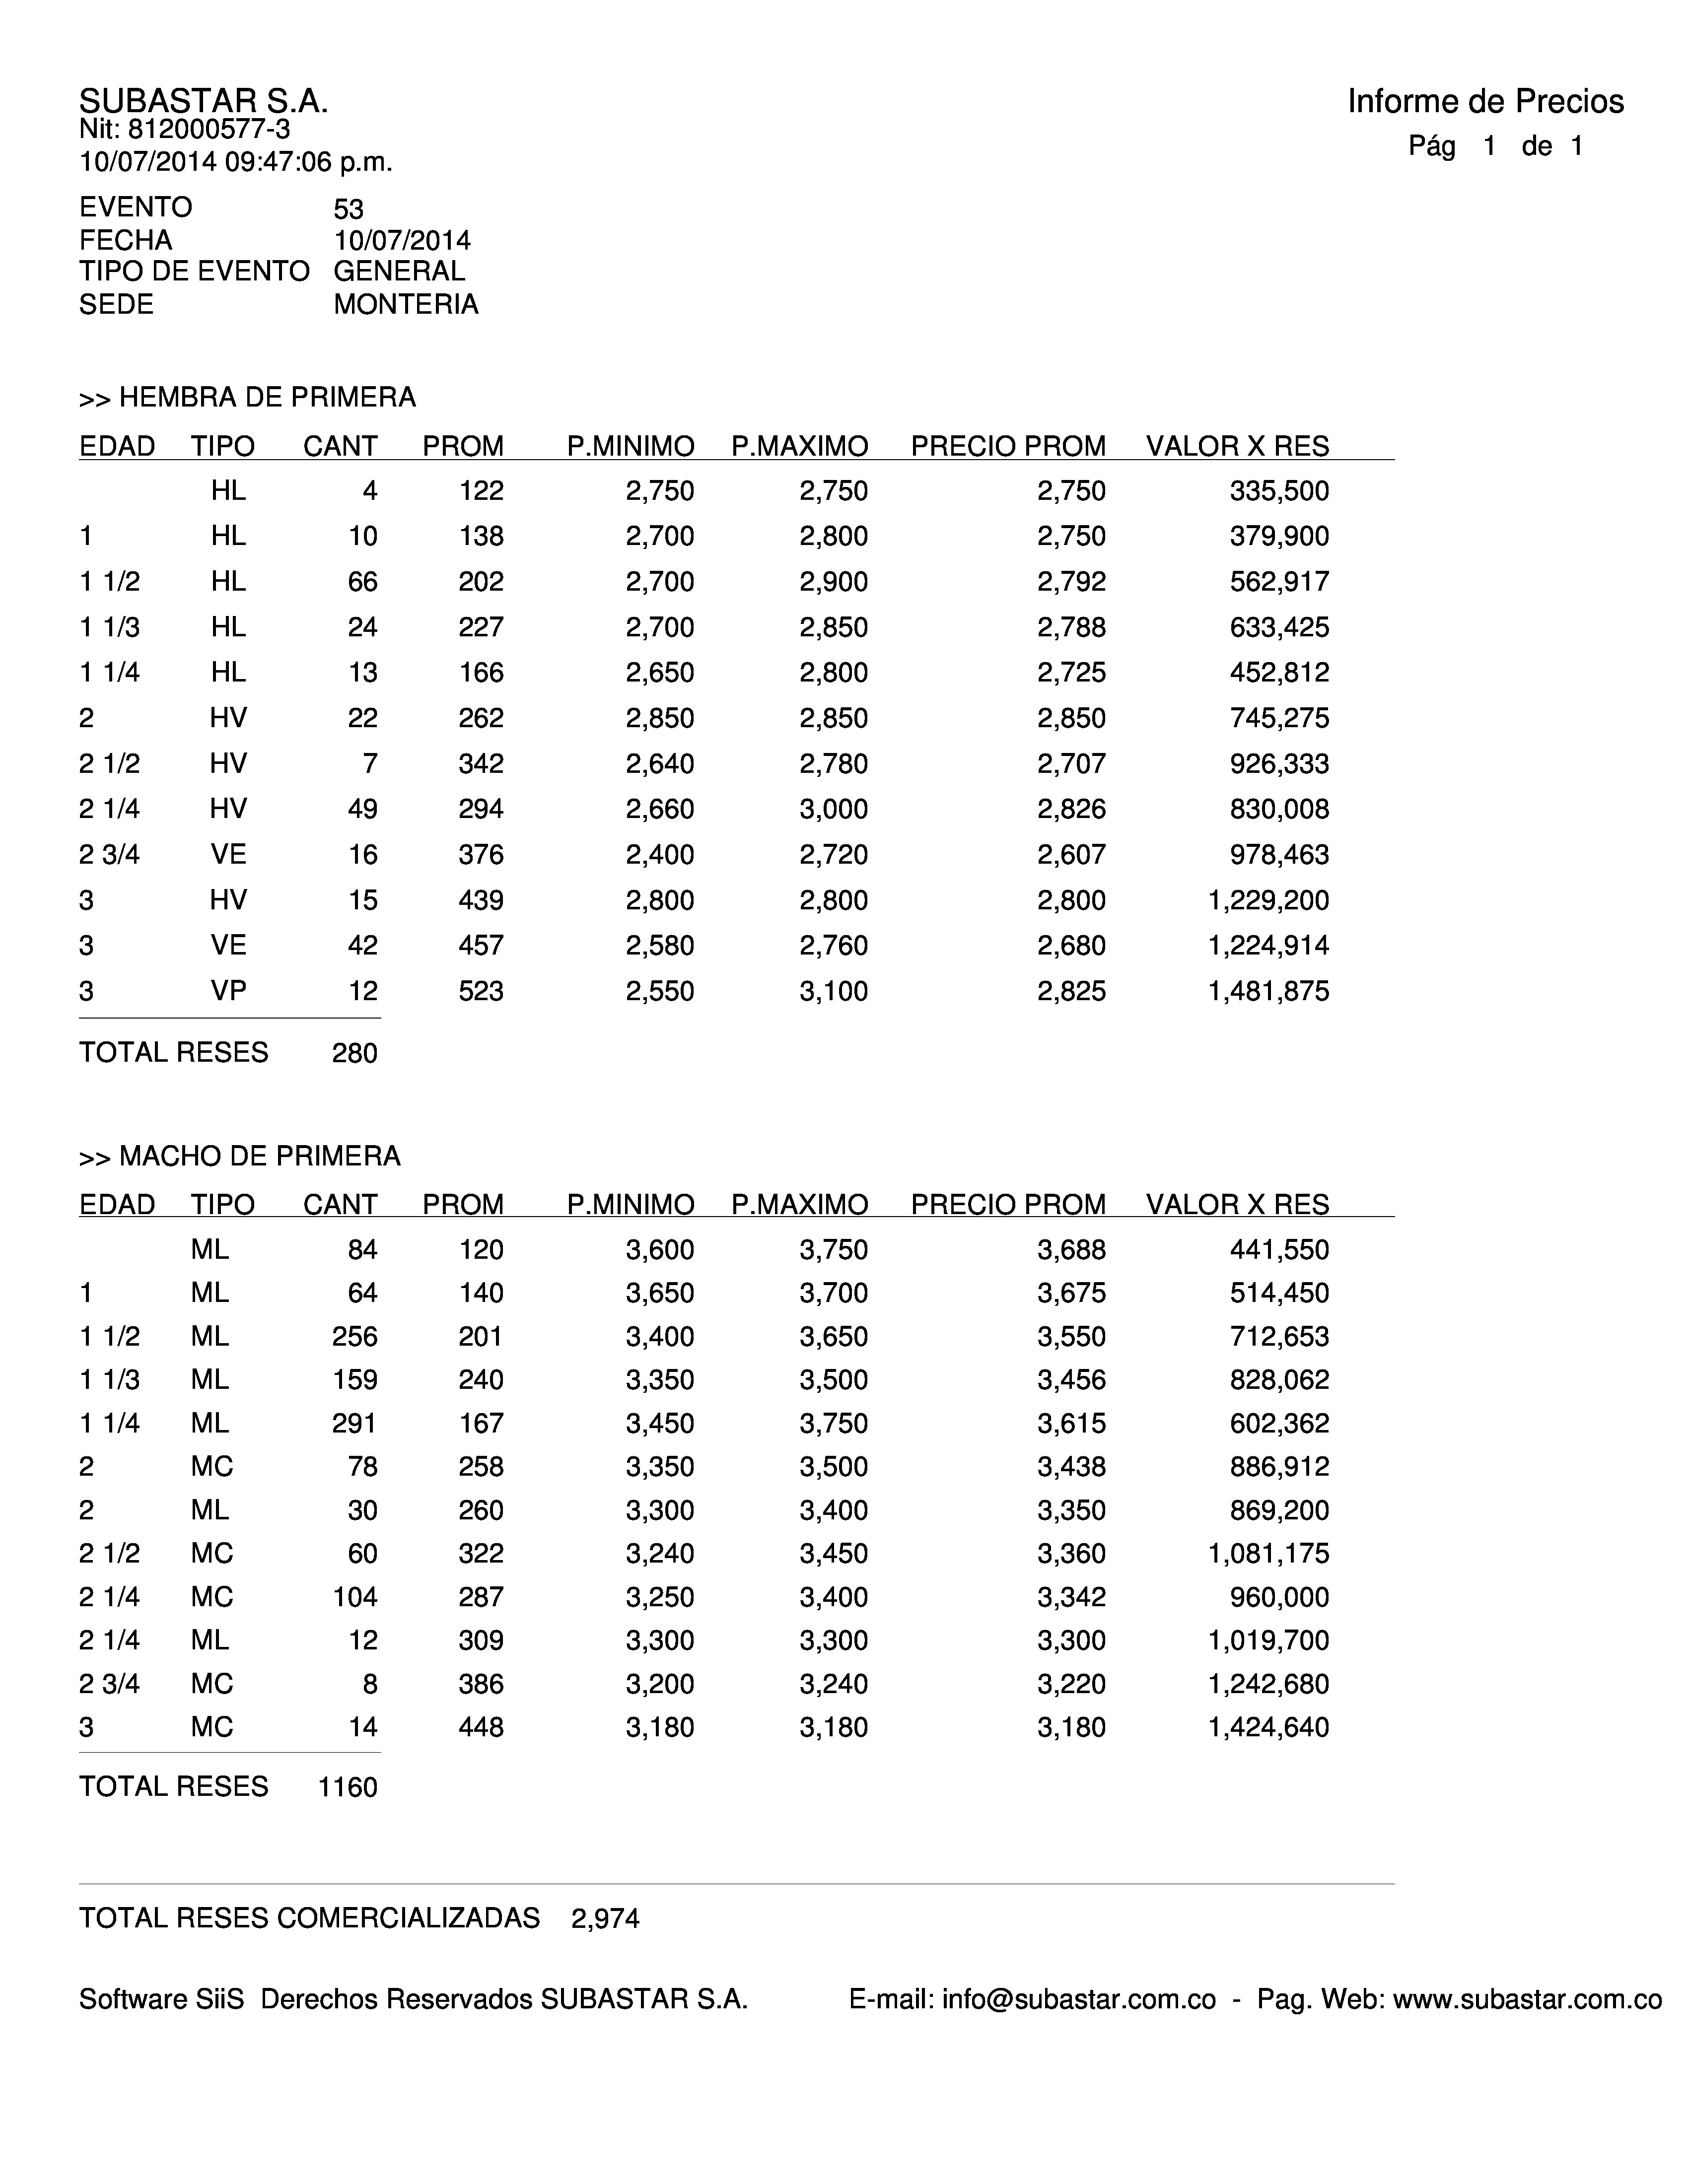 SUBASTAR S.A.
Informe de Precios
Nit: 812000577-3
Pág 1 de 1
10/07/2014 09:47:06 p.m.
EVENTO 53
FECHA 10/07/2014
TIPO DE EVENTO GENERAL
SEDE MONTERIA
>> HEMBRA DE PRIMERA
EDAD TIPO CANT PROM P.MINIMO P.MAXIMO PRECIO PROM VALOR X RES
HL 4 122 2,750 2,750 2,750 335,500
1 HL 10 138 2,700 2,800 2,750 379,900
1 1/2 HL 66 202 2,700 2,900 2,792 562,917
1 1/3 HL 24 227 2,700 2,850 2,788 633,425
1 1/4 HL 13 166 2,650 2,800 2,725 452,812
2 HV 22 262 2,850 2,850 2,850 745,275
2 1/2 HV 7 342 2,640 2,780 2,707 926,333
2 1/4 HV 49 294 2,660 3,000 2,826 830,008
2 3/4 VE 16 376 2,400 2,720 2,607 978,463
3 HV 15 439 2,800 2,800 2,800 1,229,200
3 VE 42 457 2,580 2,760 2,680 1,224,914
3 VP 12 523 2,550 3,100 2,825 1,481,875
TOTAL RESES 280
>> MACHO DE PRIMERA
EDAD TIPO CANT PROM P.MINIMO P.MAXIMO PRECIO PROM VALOR X RES
ML 84 120 3,600 3,750 3,688 441,550
1 ML 64 140 3,650 3,700 3,675 514,450
1 1/2 ML 256 201 3,400 3,650 3,550 712,653
1 1/3 ML 159 240 3,350 3,500 3,456 828,062
1 1/4 ML 291 167 3,450 3,750 3,615 602,362
2 MC 78 258 3,350 3,500 3,438 886,912
2 ML 30 260 3,300 3,400 3,350 869,200
2 1/2 MC 60 322 3,240 3,450 3,360 1,081,175
2 1/4 MC 104 287 3,250 3,400 3,342 960,000
2 1/4 ML 12 309 3,300 3,300 3,300 1,019,700
2 3/4 MC 8 386 3,200 3,240 3,220 1,242,680
3 MC 14 448 3,180 3,180 3,180 1,424,640
TOTAL RESES 1160
TOTAL RESES COMERCIALIZADAS 2,974
Software SiiS Derechos Reservados SUBASTAR S.A. E-mail: info@subastar.com.co - Pag. Web: www.subastar.com.co